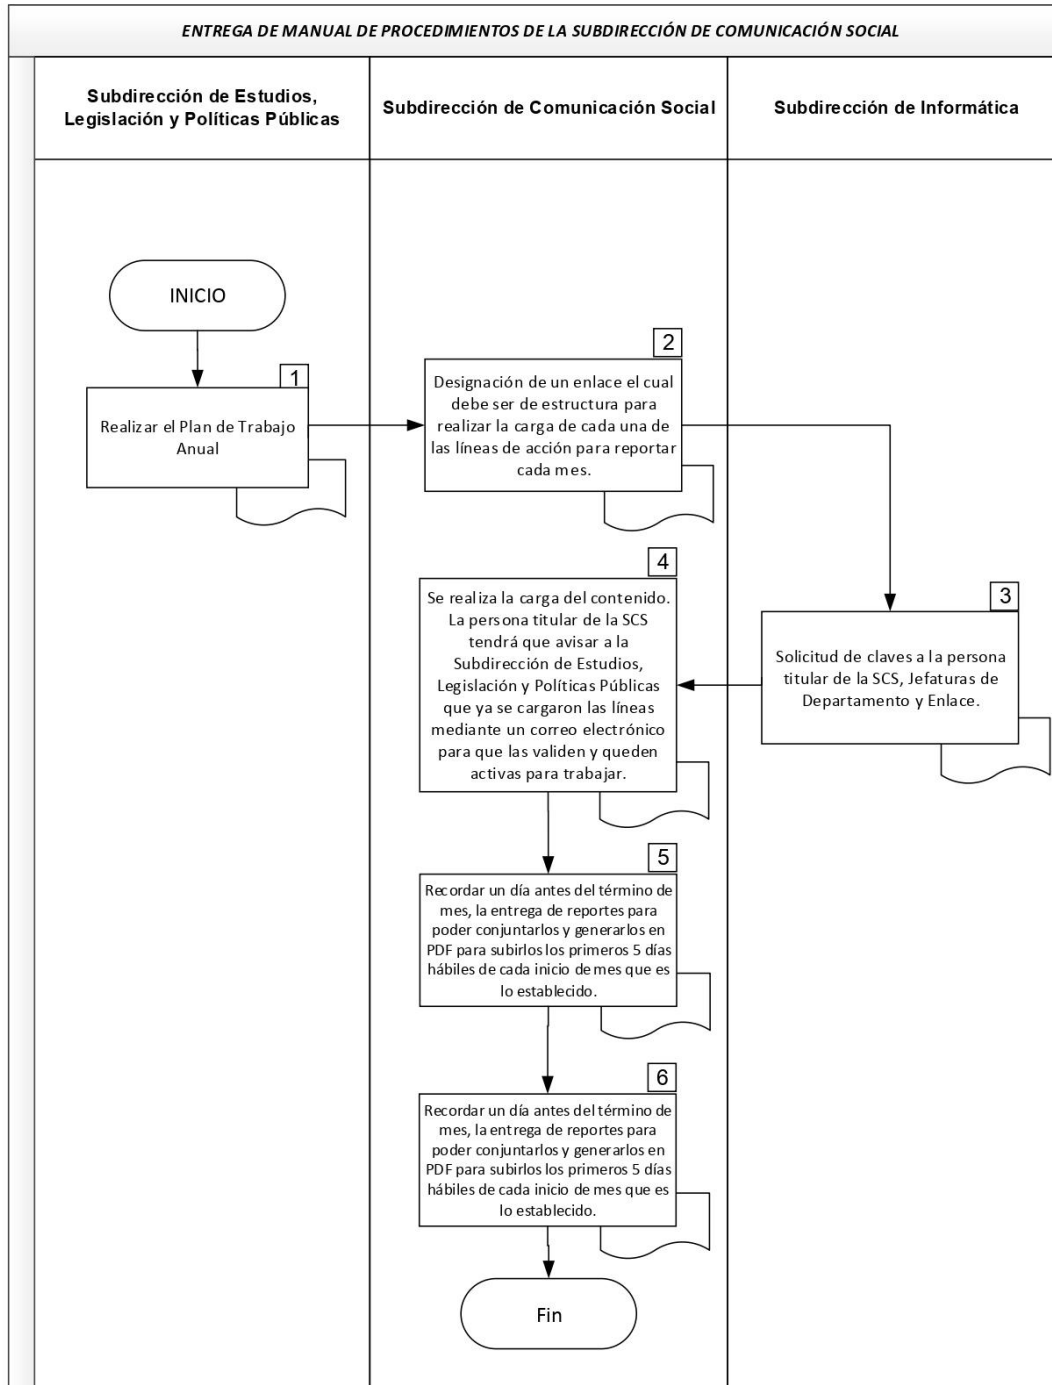 ENTREGA DE MANUAL DE PROCEDIMIENTOS DE LA SUBDIRECCIÓN DE COMUNICACIÓN SOCIAL
Subdirección de Estudios,
Legislación y Políticas Públicas
Subdirección de Comunicación Social
Subdirección de Informática
INICIO
1
Realizar el Plan de Trabajo
Anual
2
Designación de un enlace el cual
debe ser de estructura para
realizar la carga de cada una de
las líneas de acción para reportar
cada mes.
3
Solicitud de claves a la persona
titular de la SCS, Jefaturas de
Departamento y Enlace.
4
Se realiza la carga del contenido.
La persona titular de la SCS
tendrá que avisar a la
Subdirección de Estudios,
Legislación y Políticas Públicas
que ya se cargaron las líneas
mediante un correo electrónico
para que las validen y queden
activas para trabajar.
5
Recordar un día antes del término de
mes, la entrega de reportes para
poder conjuntarlos y generarlos en
PDF para subirlos los primeros 5 días
hábiles de cada inicio de mes que es
lo establecido.
6
Recordar un día antes del término de
mes, la entrega de reportes para
poder conjuntarlos y generarlos en
PDF para subirlos los primeros 5 días
hábiles de cada inicio de mes que es
lo establecido.
Fin